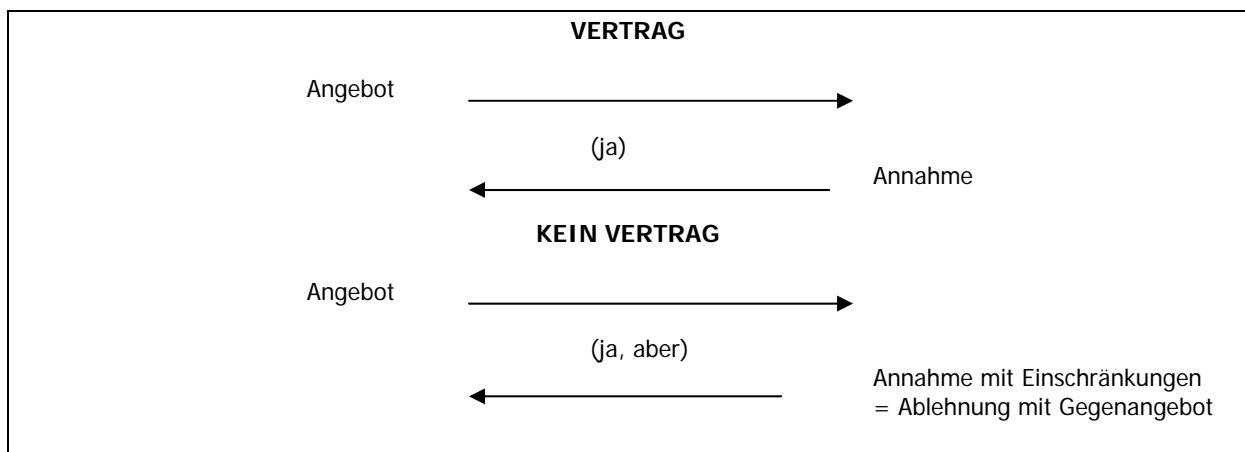 VERTRAG
Angebot
(ja)
Annahme
KEIN VERTRAG
Angebot
(ja, aber)
Annahme mit Einschränkungen
= Ablehnung mit Gegenangebot